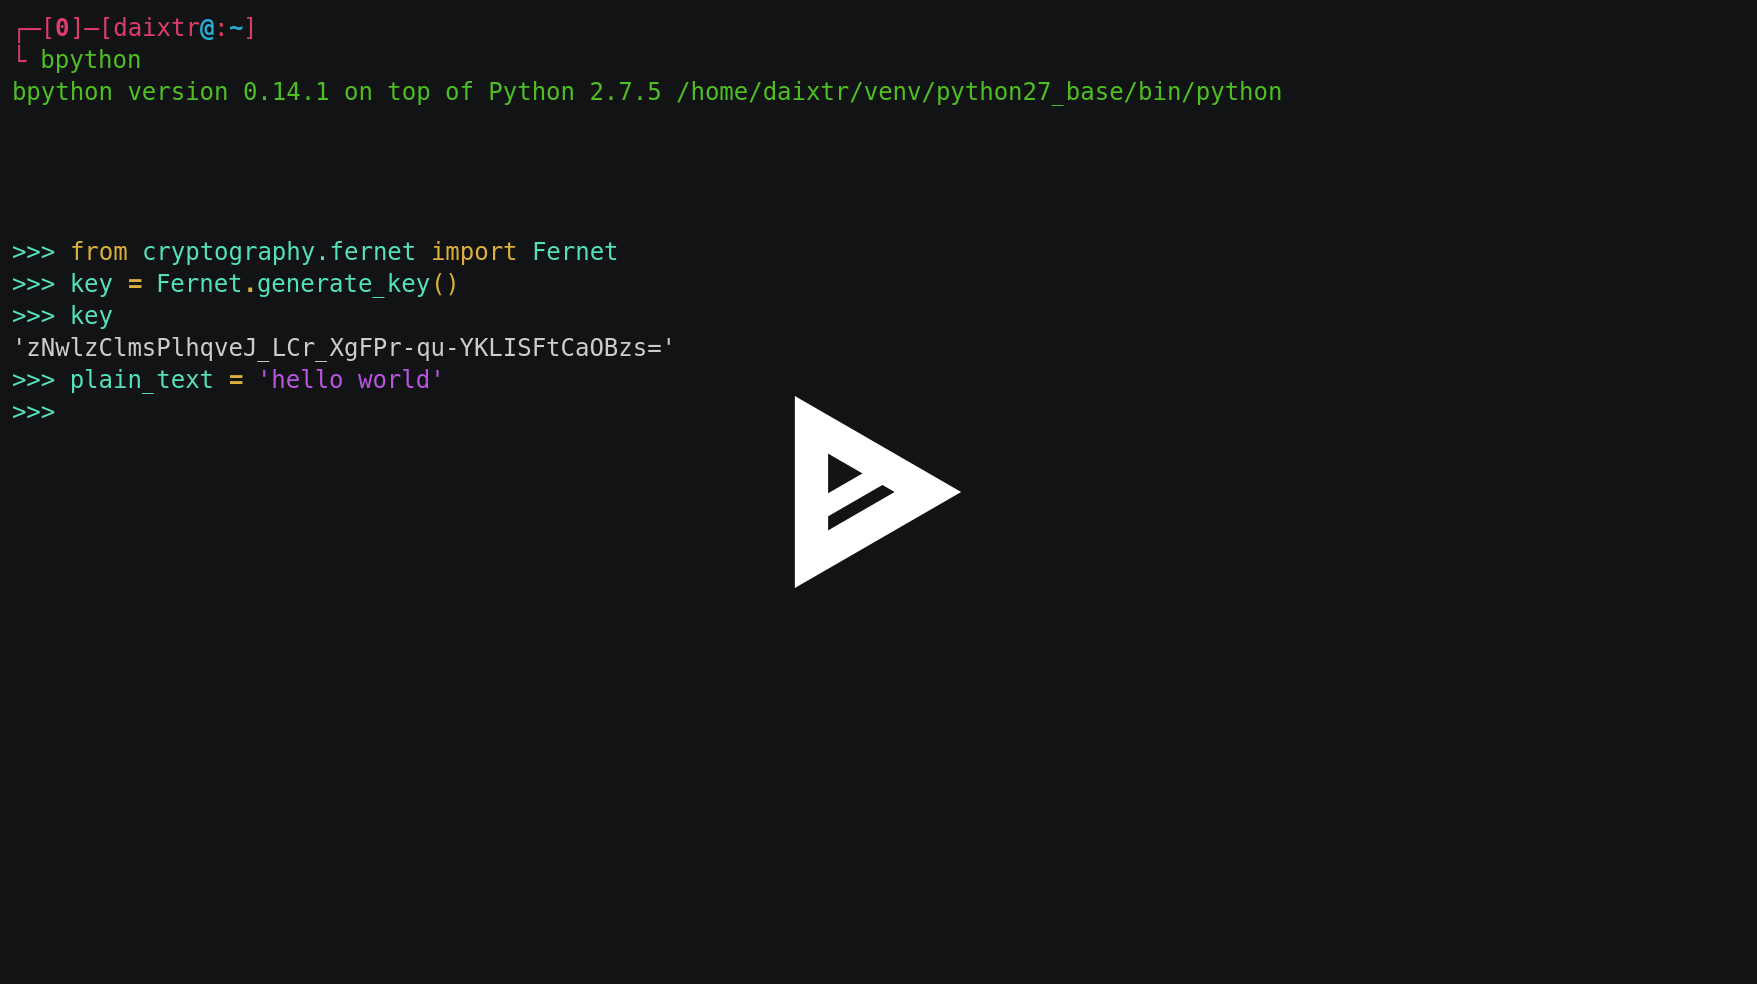 ┌─[0]─[daixtr@:~]
└ bpython
bpython version 0.14.1 on top of Python 2.7.5 /home/daixtr/venv/python27_base/bin/python
>>> from cryptography.fernet import Fernet
>>> key = Fernet.generate_key()
>>> key
'zNwlzClmsPlhqveJ_LCr_XgFPr-qu-YKLISFtCaOBzs='
>>> plain_text = 'hello world'
>>>